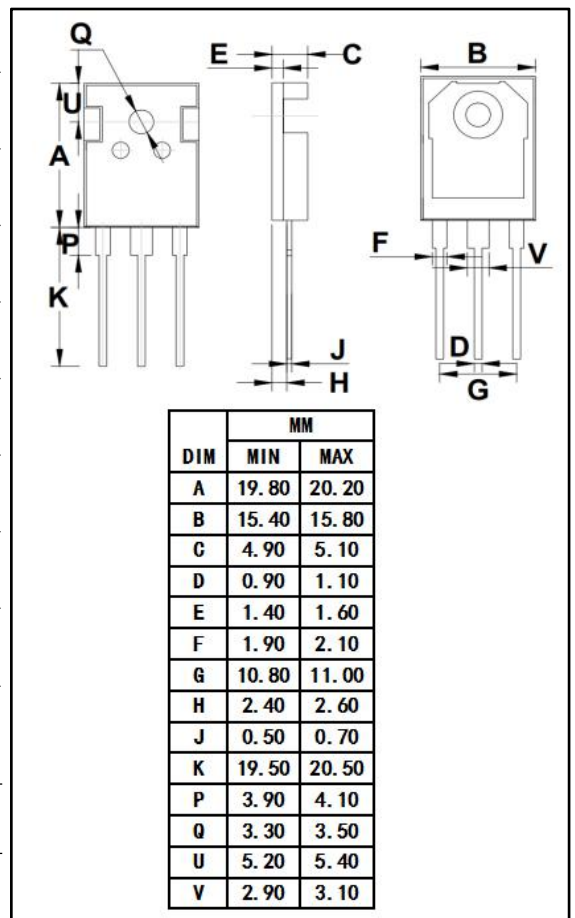 Q
E C B
U
A
P
K
F V
J
H
D
G
MM
DIM MIN MAX
A 19.80 20.20
B 15.40 15.80
C 4.90 5.10
D 0.90 1.10
E 1.40 1.60
F 1.90 2.10
G 10.80 11.00
H 2.40 2.60
J 0.50 0.70
K 19.50 20.50
P 3.90 4.10
Q 3.30 3.50
U 5.20 5.40
V 2.90 3.10